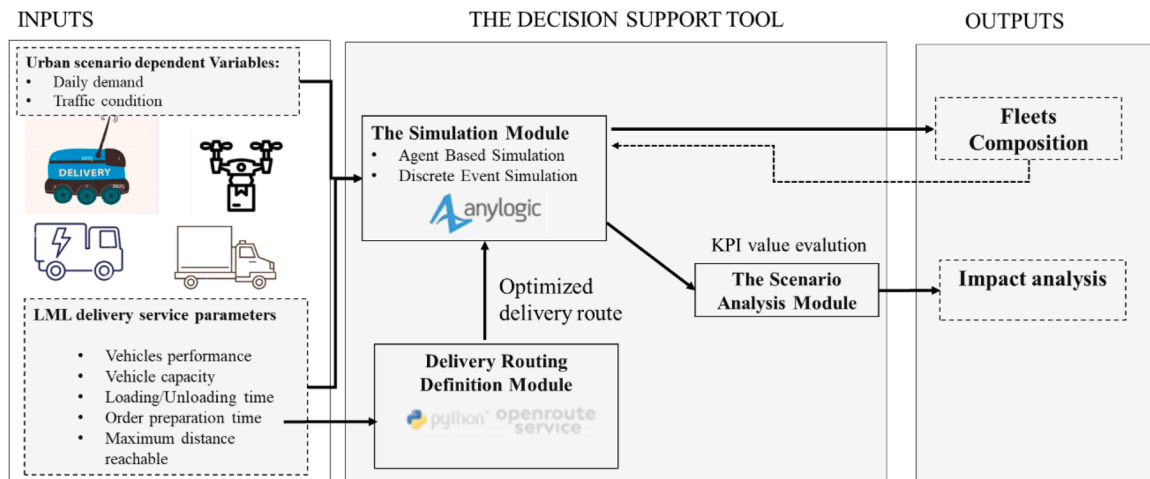 INPUTS
THE DECISION SUPPORT TOOL
OUTPUTS
Urban scenario dependent Variables:
• Daily demand
• Traffic condition
DELIVERY
LML delivery service parameters
• Vehicles performance
• Vehicle capacity
• Loading/Unloading time
• Order preparation time
• Maximum distance
reachable
The Simulation Module
• Agent Based Simulation
• Discrete Event Simulation
anylogic
Optimized
delivery route
Delivery Routing
Definition Module
python openroute
service
KPI value evalution
The Scenario
Analysis Module
Fleets
Composition
Impact analysis